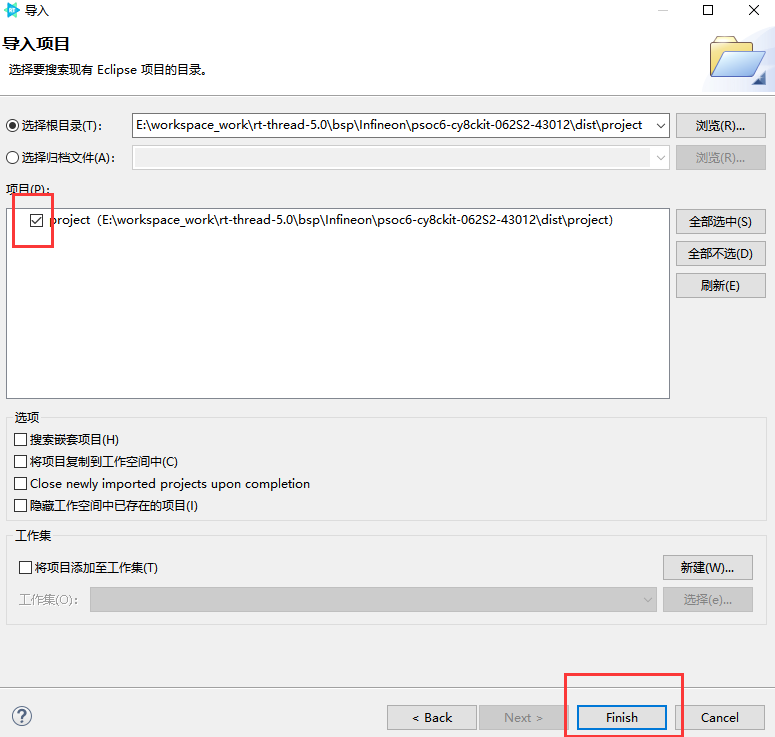 导入
导入项目
选择要搜索现有 Eclipse 项目的目录。
选择根目录(T)：
E:\workspace_work\rt-thread-5.0\bsp\Infineon\psoc6-cy8ckit-062S2-43012\dist\project
浏览(R)...
选择归档文件(A)：
浏览(R)...
项目(P)：
project（E:\workspace_work\rt-thread-5.0\bsp\Infineon\psoc6-cy8ckit-062S2-43012\dist\project）
全部选中(S)
全部不选(D)
刷新(E)
选项
搜索嵌套项目(H)
将项目复制到工作空间中(C)
Close newly imported projects upon completion
隐藏工作空间中已存在的项目(I)
工作集
将项目添加至工作集(T)
新建(W)...
工作集(O)：
选择(e)...
?
< Back
Next >
Finish
Cancel